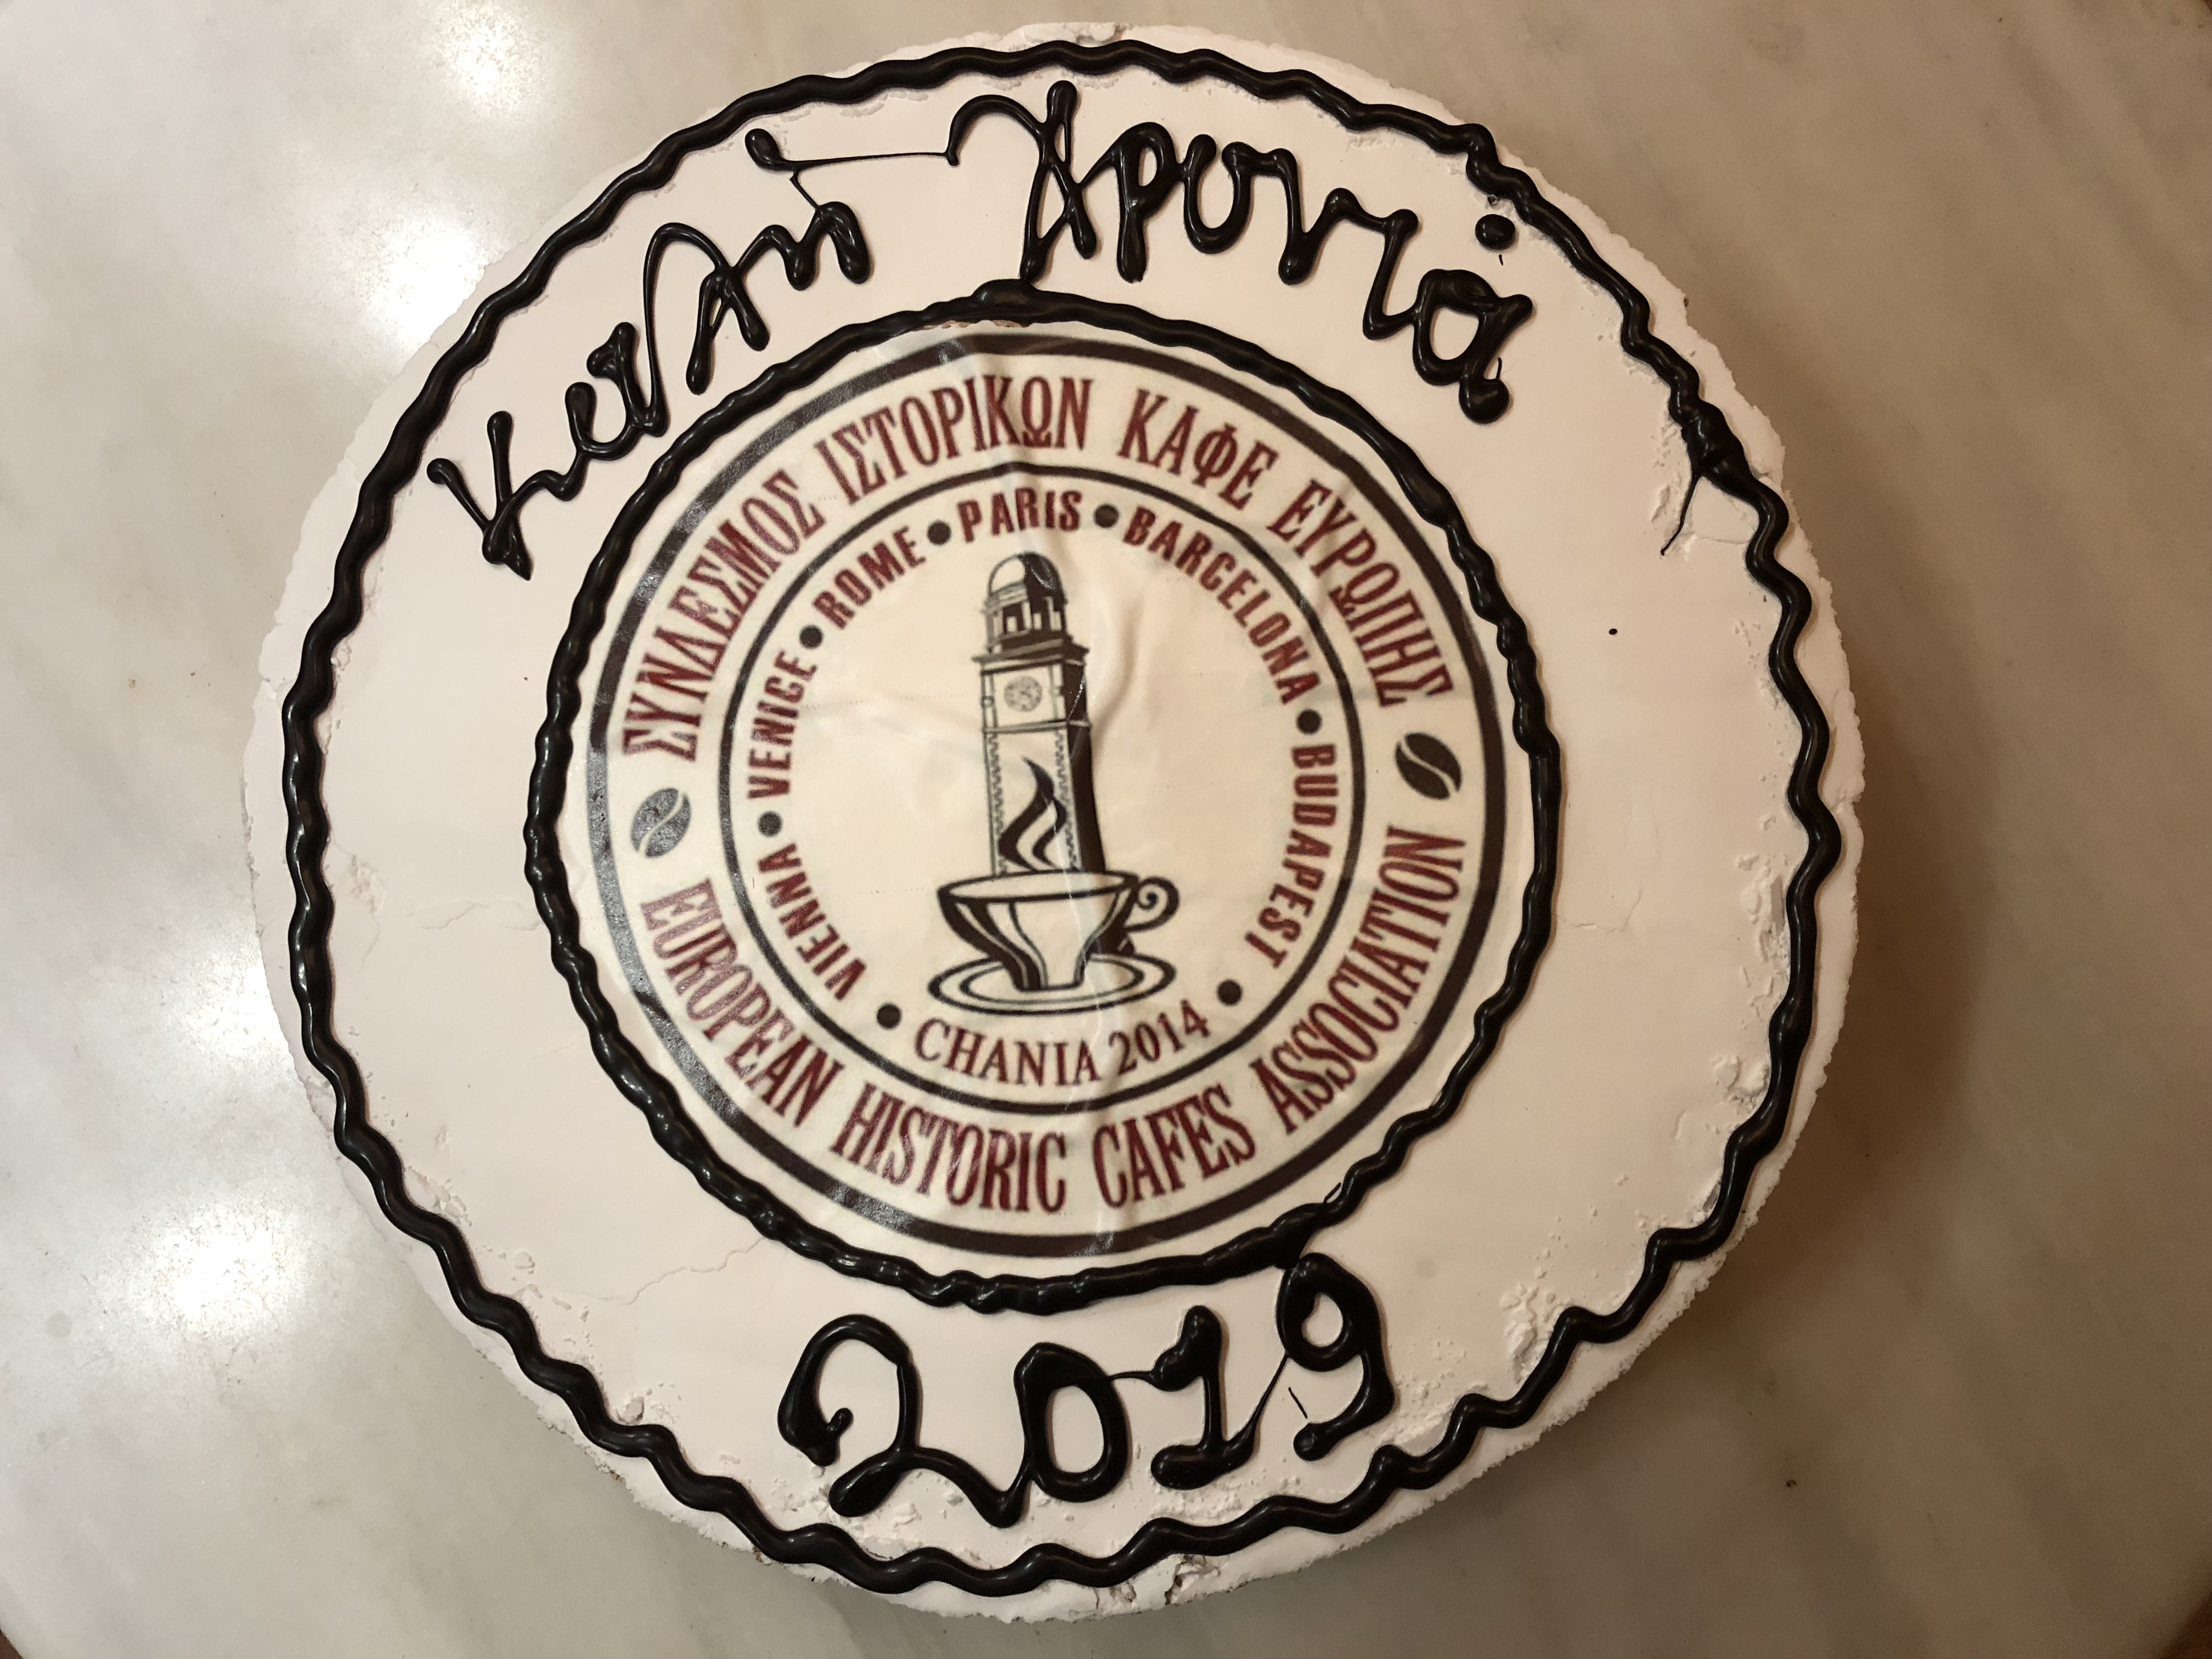 Καλή Χρονιά
ΣΥΝΔΕΣΜΟΣ ΙΣΤΟΡΙΚΩΝ ΚΑΦΕ ΕΥΡΩΠΗΣ
VIENNA • VENICE • ROME • PARIS • BARCELONA • BUDAPEST
CHANIA 2014
EUROPEAN HISTORIC CAFES ASSOCIATION
2019